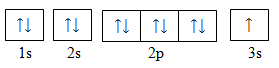 ↑↓ ↑↓ ↑↓ ↑↓ ↑↓ ↑
1s 2s 2p 3s